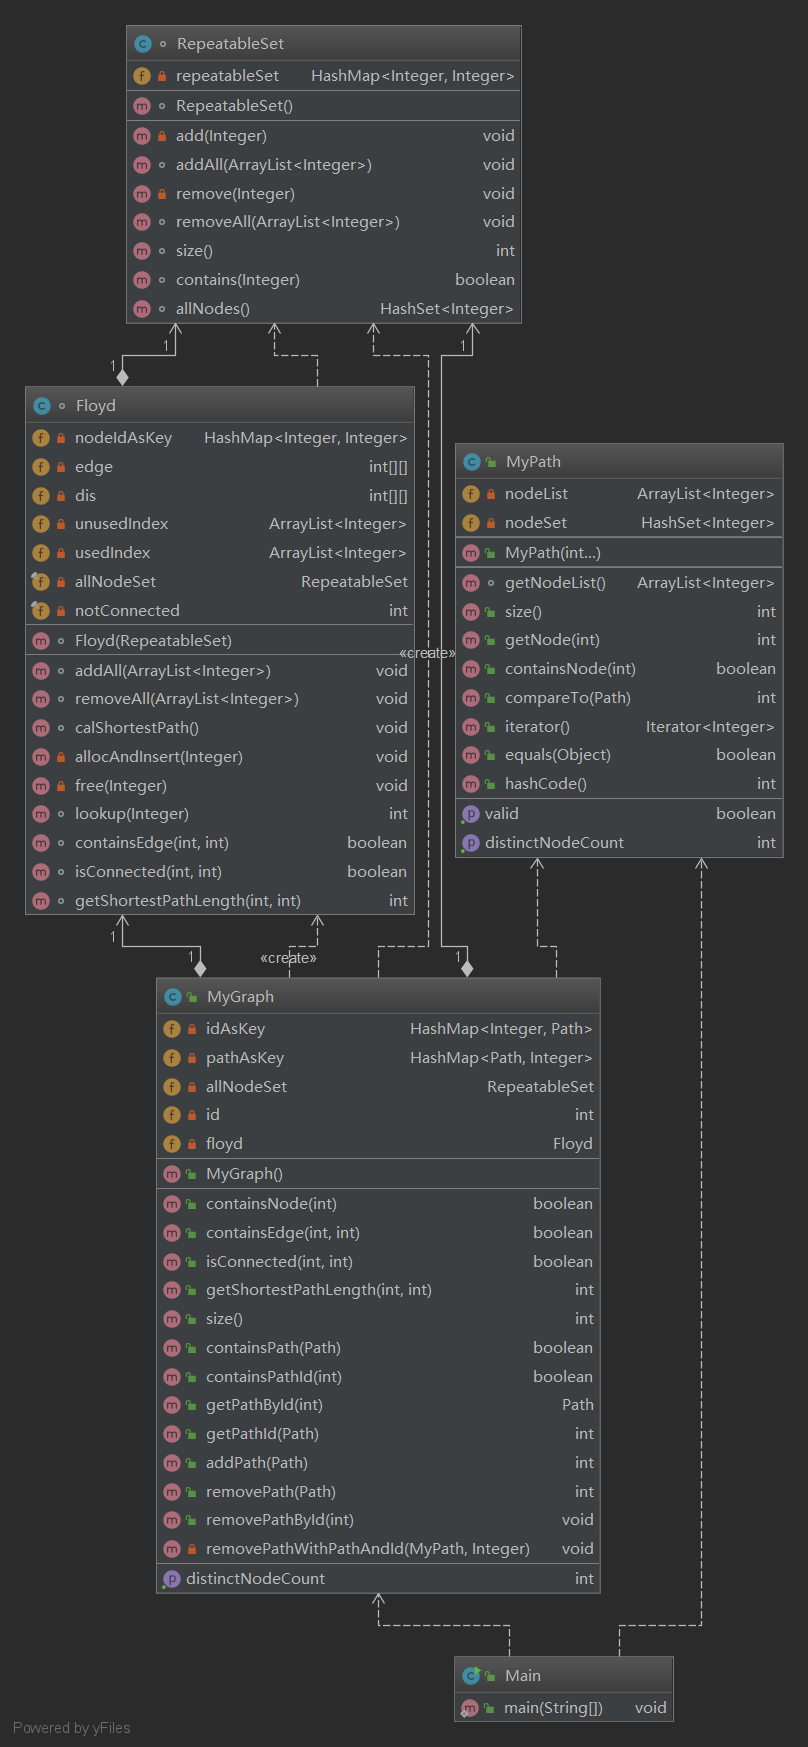 RepeatableSet
repeatableSet HashMap<Integer, Integer>
RepeatableSet()
add(Integer) void
addAll(ArrayList<Integer>) void
remove(Integer) void
removeAll(ArrayList<Integer>) void
size() int
contains(Integer) boolean
allNodes() HashSet<Integer>
1
1
1
Floyd
nodeIdAsKey HashMap<Integer, Integer>
edge int[][]
dis int[][]
unusedIndex ArrayList<Integer>
usedIndex ArrayList<Integer>
allNodeSet RepeatableSet
notConnected int
Floyd(RepeatableSet)
addAll(ArrayList<Integer>) void
removeAll(ArrayList<Integer>) void
calShortestPath() void
allocAndInsert(Integer) void
free(Integer) void
lookup(Integer) int
containsEdge(int, int) boolean
isConnected(int, int) boolean
getShortestPathLength(int, int) int
«create»
MyPath
nodeList ArrayList<Integer>
nodeSet HashSet<Integer>
MyPath(int...)
getNodeList() ArrayList<Integer>
size() int
getNode(int) int
containsNode(int) boolean
compareTo(Path) int
iterator() Iterator<Integer>
equals(Object) boolean
hashCode() int
valid boolean
distinctNodeCount int
1
1
«create»
1
MyGraph
idAsKey HashMap<Integer, Path>
pathAsKey HashMap<Path, Integer>
allNodeSet RepeatableSet
id int
floyd Floyd
MyGraph()
containsNode(int) boolean
containsEdge(int, int) boolean
isConnected(int, int) boolean
getShortestPathLength(int, int) int
size() int
containsPath(Path) boolean
containsPathId(int) boolean
getPathById(int) Path
getPathId(Path) int
addPath(Path) int
removePath(Path) int
removePathById(int) void
removePathWithPathAndId(MyPath, Integer) void
distinctNodeCount int
Main
main(String[]) void
Powered by yFiles